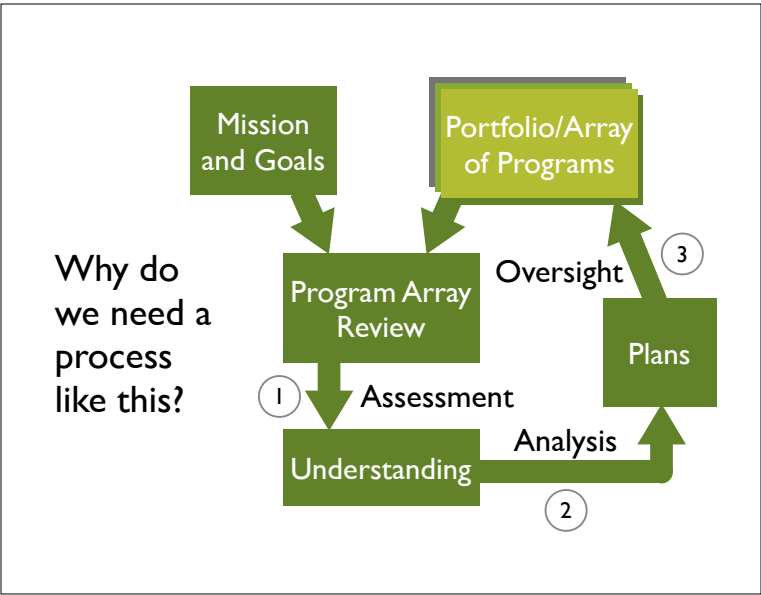 Mission
and Goals
Portfolio/Array
of Programs
Why do
we need a
process
like this?
Program Array
Review
Oversight
3
Plans
1
Assessment
Understanding
Analysis
2